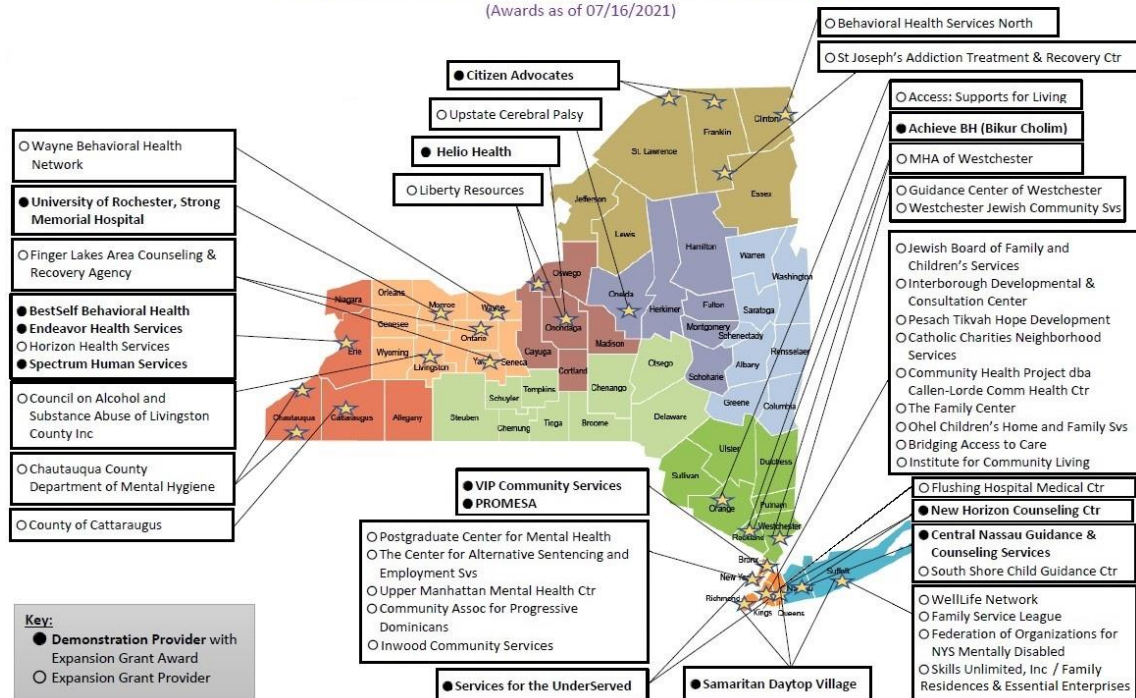 (Awards as of 07/16/2021)
○ Behavioral Health Services North
○ St Joseph's Addiction Treatment & Recovery Ctr
● Citizen Advocates
○ Upstate Cerebral Palsy
● Helio Health
○ Liberty Resources
○ Access: Supports for Living
● Achieve BH (Bikur Cholim)
○ MHA of Westchester
○ Guidance Center of Westchester
○ Westchester Jewish Community Svs
○ Wayne Behavioral Health
Network
● University of Rochester, Strong
Memorial Hospital
○ Finger Lakes Area Counseling &
Recovery Agency
● BestSelf Behavioral Health
● Endeavor Health Services
○ Horizon Health Services
● Spectrum Human Services
○ Council on Alcohol and
Substance Abuse of Livingston
County Inc
○ Chautauqua County
Department of Mental Hygiene
○ County of Cattaraugus
○ Jewish Board of Family and
Children's Services
○ Interborough Developmental &
Consultation Center
○ Pesach Tikvah Hope Development
○ Catholic Charities Neighborhood
Services
○ Community Health Project dba
Callen-Lorde Comm Health Ctr
○ The Family Center
○ Ohel Children's Home and Family Svs
○ Bridging Access to Care
○ Institute for Community Living
○ Flushing Hospital Medical Ctr
● New Horizon Counseling Ctr
● Central Nassau Guidance &
Counseling Services
○ South Shore Child Guidance Ctr
○ WellLife Network
○ Family Service League
○ Federation of Organizations for
NYS Mentally Disabled
○ Skills Unlimited, Inc / Family
Residences & Essential Enterprises
● VIP Community Services
● PROMESA
○ Postgraduate Center for Mental Health
○ The Center for Alternative Sentencing and
Employment Svs
○ Upper Manhattan Mental Health Ctr
○ Community Assoc for Progressive
Dominicans
○ Inwood Community Services
● Services for the UnderServed
● Samaritan Daytop Village
Key:
● Demonstration Provider with
Expansion Grant Award
○ Expansion Grant Provider
Clinton
Franklin
St. Lawrence
Essex
Jefferson
Lewis
Hamilton
Warren
Washington
Oswego
Oneida
Herkimer
Fulton
Saratoga
Montgomery
Schenectady
Rensselaer
Niagara
Orleans
Monroe
Wayne
Genesee
Ontario
Onondaga
Madison
Cayuga
Erie
Wyoming
Livingston
Seneca
Cortland
Otsego
Schoharie
Albany
Tompkins
Chenango
Schuyler
Greene
Columbia
Chautauqua
Cattaraugus
Allegany
Steuben
Chemung
Tioga
Broome
Delaware
Ulster
Dutchess
Sullivan
Orange
Putnam
Westchester
Rockland
Bronx
Suffolk
Richmond
Kings
Queens